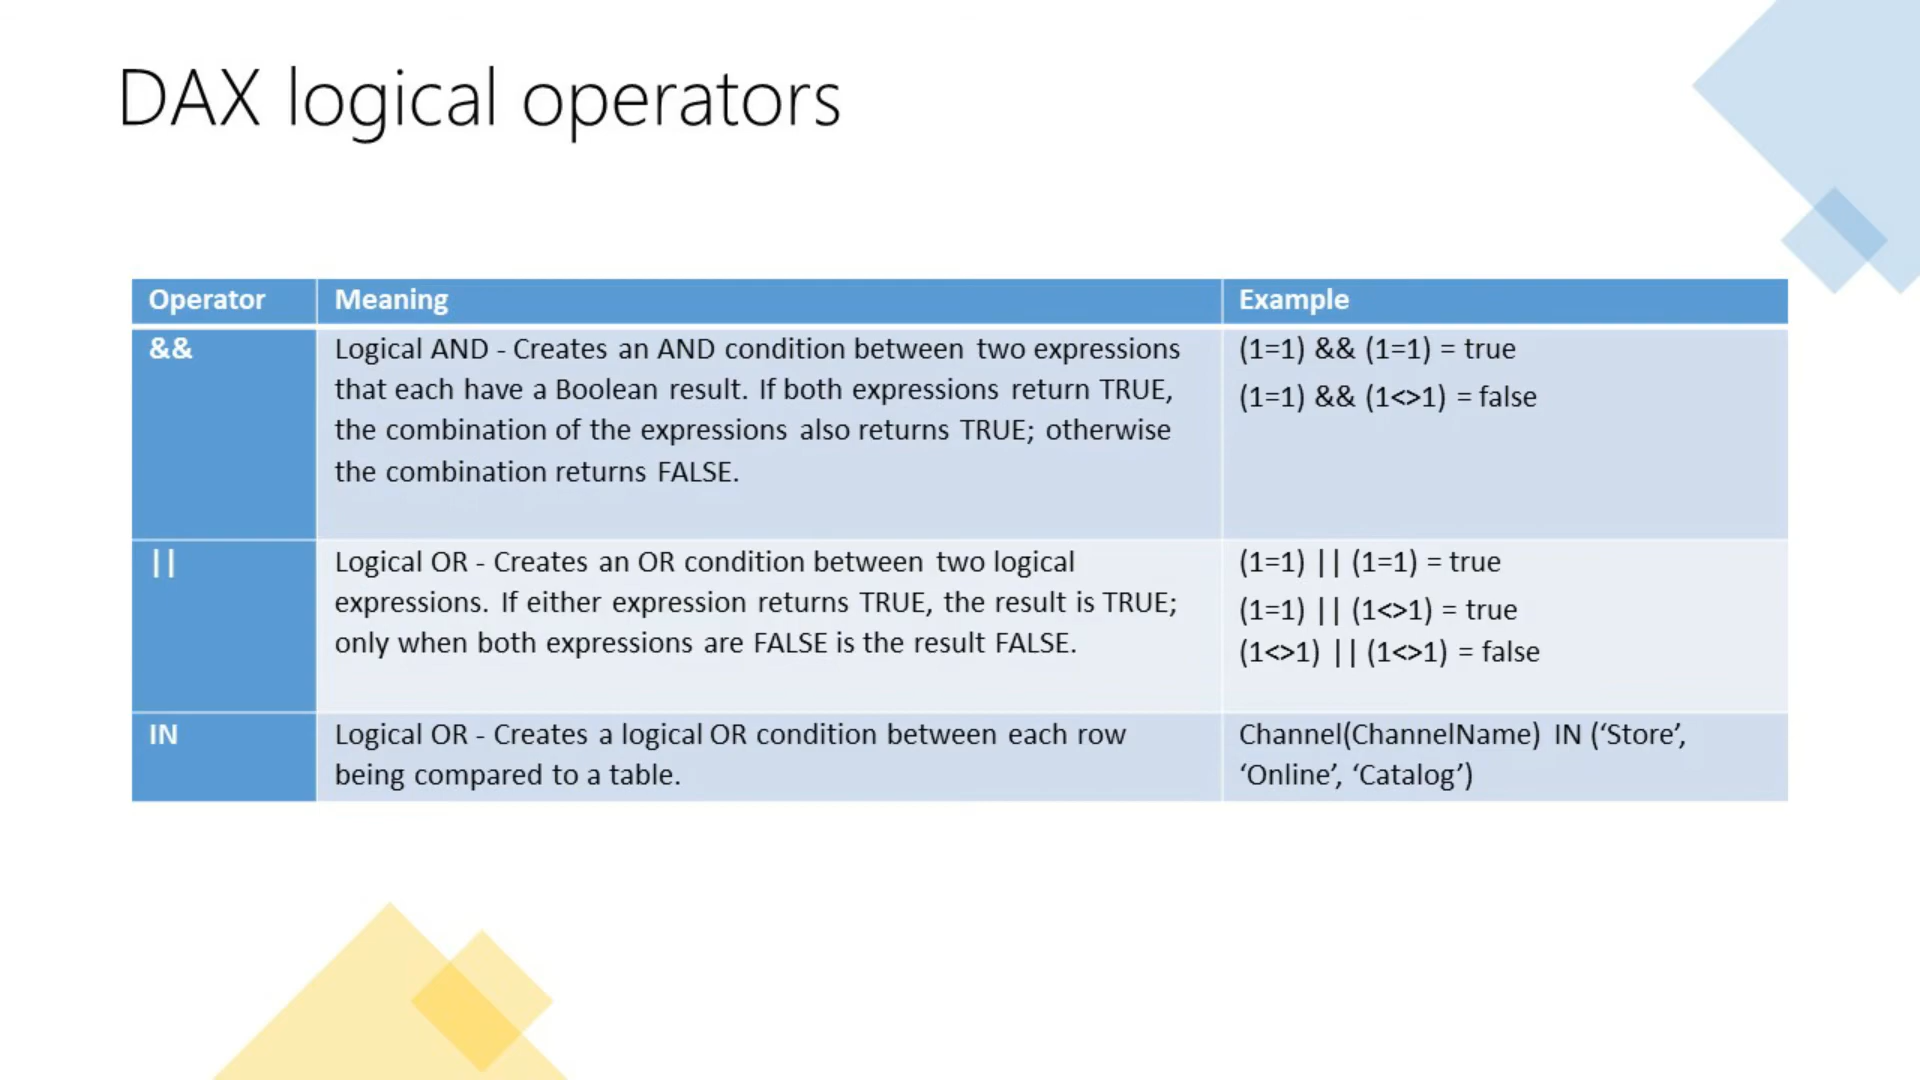 DAX logical operators
Operator Meaning Example
&& Logical AND - Creates an AND condition between two expressions (1=1) && (1=1) = true
that each have a Boolean result. If both expressions return TRUE, (1=1) && (1<>1) = false
the combination of the expressions also returns TRUE; otherwise
the combination returns FALSE.
|| Logical OR - Creates an OR condition between two logical (1=1) || (1=1) = true
expressions. If either expression returns TRUE, the result is TRUE; (1=1) || (1<>1) = true
only when both expressions are FALSE is the result FALSE. (1<>1) || (1<>1) = false
IN Logical OR - Creates a logical OR condition between each row Channel(ChannelName) IN (‘Store’,
being compared to a table. ‘Online’, ‘Catalog’)